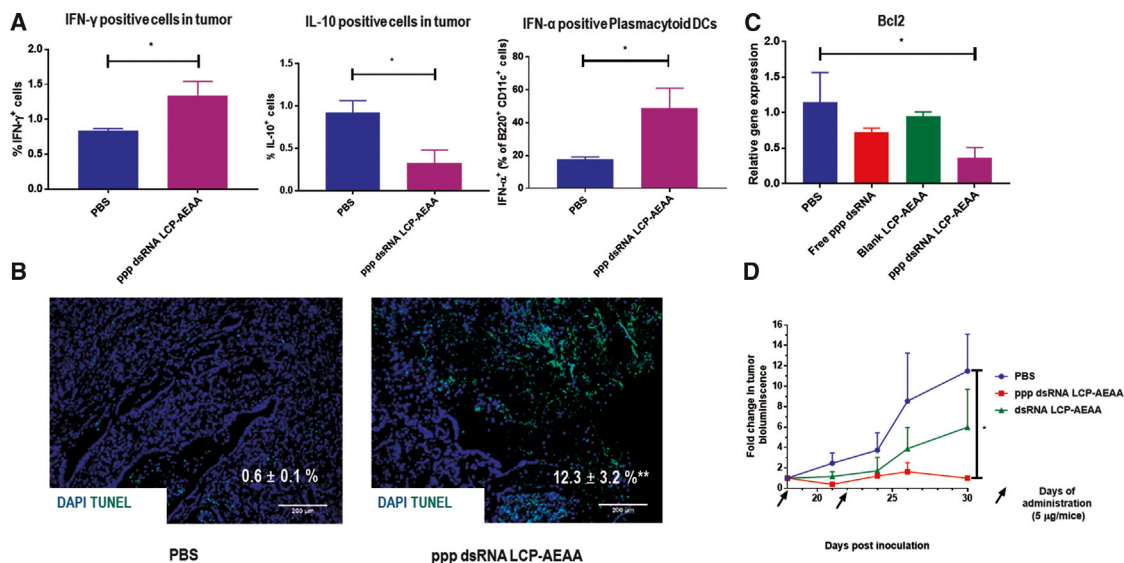 A
IFN-γ positive cells in tumor
IL-10 positive cells in tumor
IFN-α positive Plasmacytoid DCs
% IFN-γ+ cells
2.0
1.5
1.0
0.5
0.0
*
PBS
ppp dsRNA LCP-AEAA
% IL-10+ cells
1.5
1.0
0.5
0.0
*
PBS
ppp dsRNA LCP-AEAA
IFN-α+ (% of B220+ CD11c+ cells)
80
60
40
20
0
*
PBS
ppp dsRNA LCP-AEAA
C
Bcl2
Relative gene expression
2.0
1.5
1.0
0.5
0.0
*
PBS
Free ppp dsRNA
Blank LCP-AEAA
ppp dsRNA LCP-AEAA
B
0.6 ± 0.1 %
DAPI TUNEL
200 μm
PBS
12.3 ± 3.2 %**
DAPI TUNEL
200 μm
ppp dsRNA LCP-AEAA
D
Fold change in tumor
bioluminiscence
16
14
12
10
8
6
4
2
0
20
25
30
Days post inoculation
PBS
ppp dsRNA LCP-AEAA
dsRNA LCP-AEAA
*
Days of
administration
(5 μg/mice)